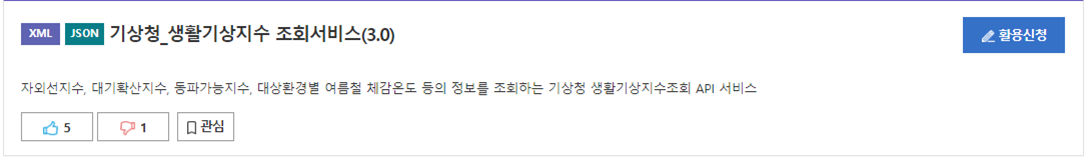 XML JSON 기상청_생활기상지수 조회서비스(3.0) 활용신청
자외선지수, 대기확산지수, 동파가능지수, 대상환경별 여름철 체감온도 등의 정보를 조회하는 기상청 생활기상지수조회 API 서비스
5 1 관심